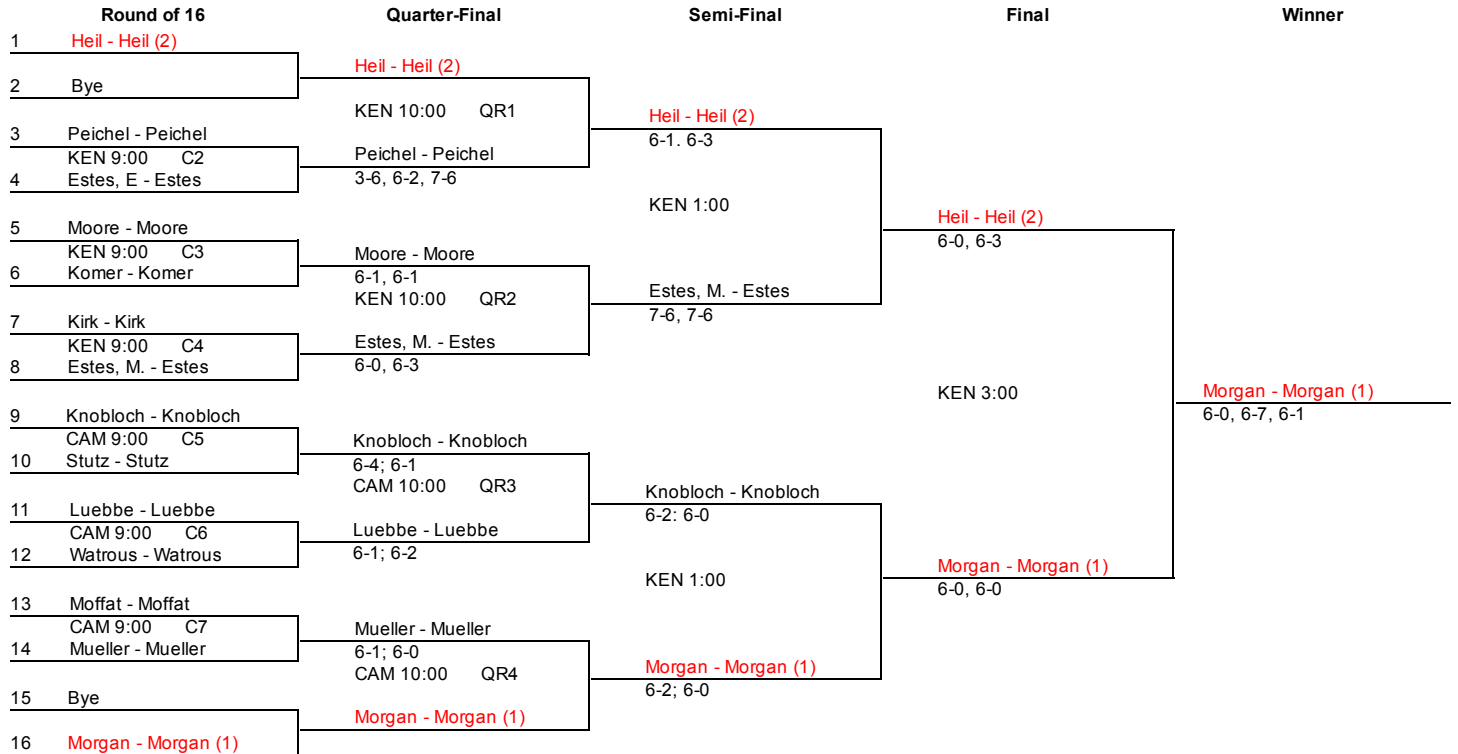 Round of 16 Quarter-Final Semi-Final Final Winner
1 Heil - Heil (2)
Heil - Heil (2)
2 Bye
KEN 10:00 QR1
Heil - Heil (2)
3 Peichel - Peichel
6-1. 6-3
KEN 9:00 C2
Peichel - Peichel
4 Estes, E - Estes
3-6, 6-2, 7-6
KEN 1:00
5 Moore - Moore
Heil - Heil (2)
6-0, 6-3
KEN 9:00 C3
Moore - Moore
6 Komer - Komer
6-1, 6-1
KEN 10:00 QR2
Estes, M. - Estes
7-6, 7-6
7 Kirk - Kirk
KEN 9:00 C4
Estes, M. - Estes
8 Estes, M. - Estes
6-0, 6-3
KEN 3:00
Morgan - Morgan (1)
6-0, 6-7, 6-1
9 Knobloch - Knobloch
CAM 9:00 C5
Knobloch - Knobloch
10 Stutz - Stutz
6-4; 6-1
CAM 10:00 QR3
Knobloch - Knobloch
6-2: 6-0
11 Luebbe - Luebbe
CAM 9:00 C6
Luebbe - Luebbe
12 Watrous - Watrous
6-1; 6-2
KEN 1:00
Morgan - Morgan (1)
6-0, 6-0
13 Moffat - Moffat
CAM 9:00 C7
Mueller - Mueller
14 Mueller - Mueller
6-1; 6-0
CAM 10:00 QR4
Morgan - Morgan (1)
6-2; 6-0
15 Bye
Morgan - Morgan (1)
16 Morgan - Morgan (1)